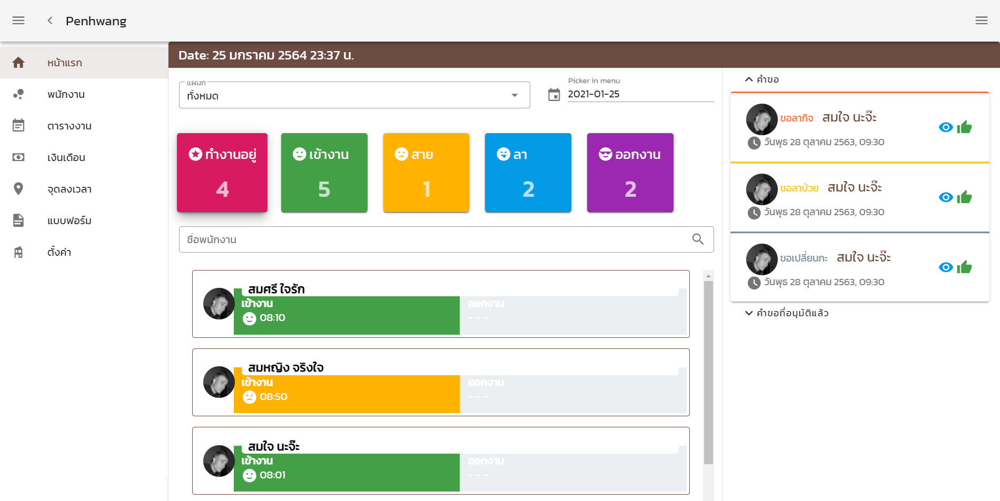 Penhwang
หน้าแรก
พนักงาน
ตารางงาน
เงินเดือน
จุดลงเวลา
แบบฟอร์ม
ตั้งค่า
Date: 25 มกราคม 2564 23:37 น.
แผนก
ทั้งหมด
Picker in menu
2021-01-25
ทำงานอยู่
4
เข้างาน
5
สาย
1
ลา
2
ออกงาน
2
ชื่อพนักงาน
สมศรี ใจรัก
เข้างาน
08:10
ออกงาน
---
สมหญิง จริงใจ
เข้างาน
08:50
ออกงาน
---
สมใจ นะจ๊ะ
เข้างาน
08:01
ออกงาน
---
คำขอ
ขอลากิจ สมใจ นะจ๊ะ
วันพุธ 28 ตุลาคม 2563, 09:30
ขอลาป่วย สมใจ นะจ๊ะ
วันพุธ 28 ตุลาคม 2563, 09:30
ขอเปลี่ยนกะ สมใจ นะจ๊ะ
วันพุธ 28 ตุลาคม 2563, 09:30
คำขอที่อนุมัติแล้ว